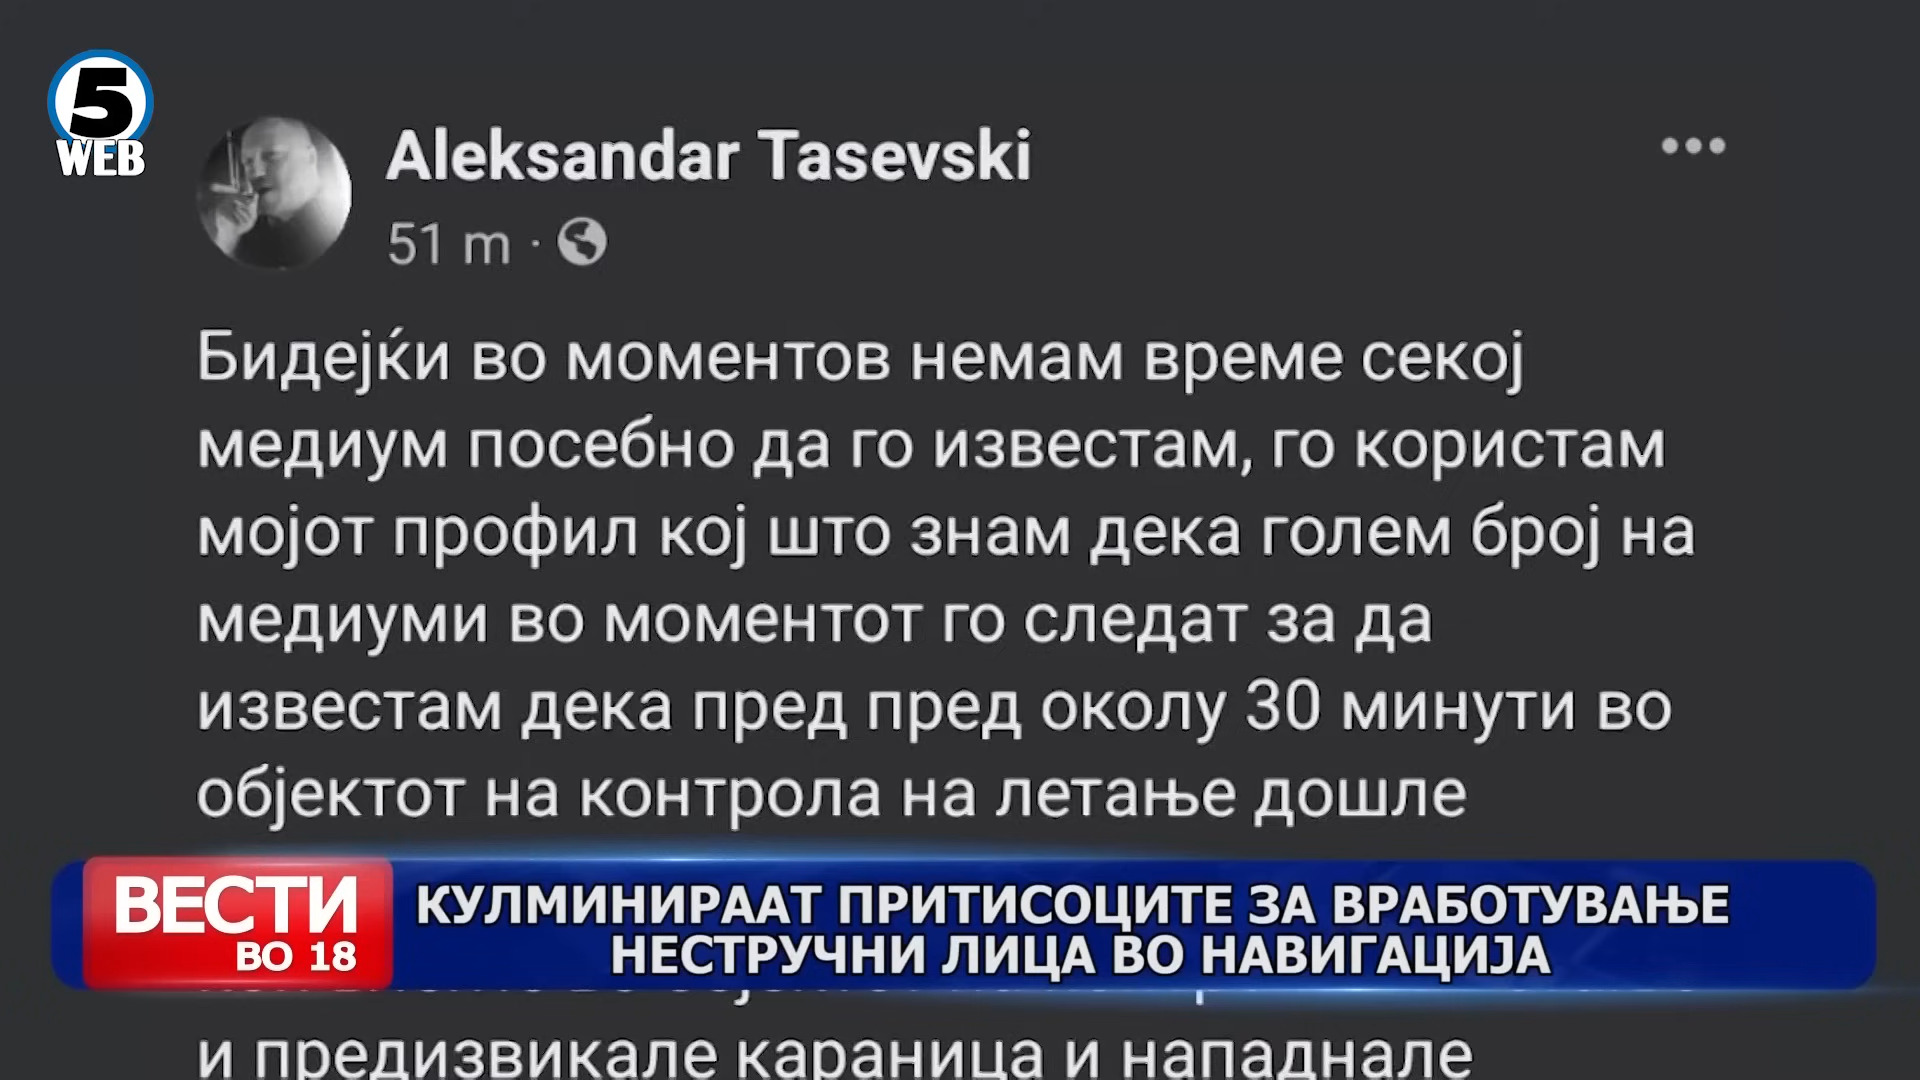 5
WEB
Aleksandar Tasevski
51 m ·
Бидејќи во моментов немам време секој
медиум посебно да го известам, го користам
мојот профил кој што знам дека голем број на
медиуми во моментот го следат за да
известам дека пред пред околу 30 минути во
објектот на контрола на летање дошле
ВЕСТИ
ВО 18
КУЛМИНИРААТ ПРИТИСОЦИТЕ ЗА ВРАБОТУВАЊЕ
НЕСТРУЧНИ ЛИЦА ВО НАВИГАЦИЈА
и предизвикале караница и нападнале